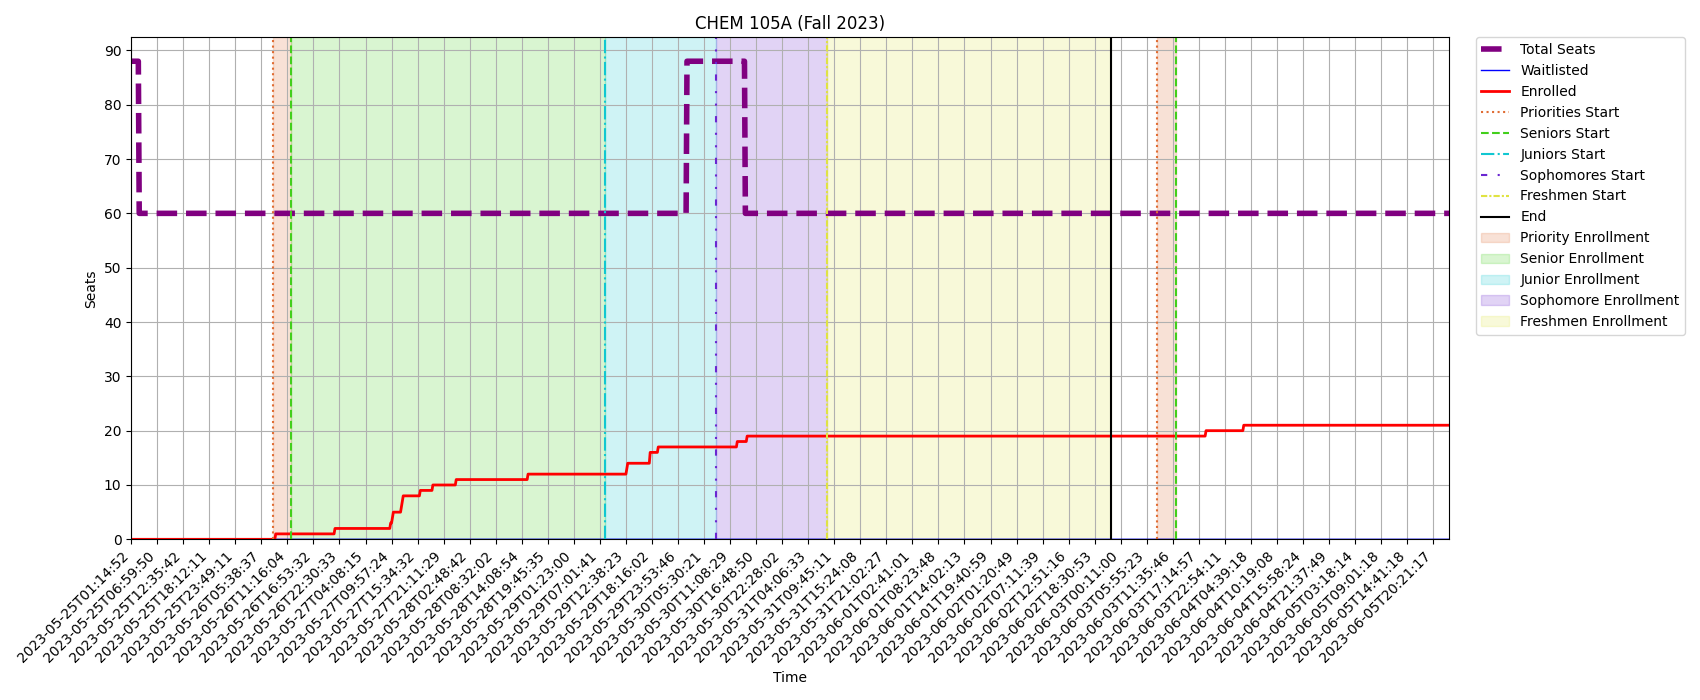 CHEM 105A (Fall 2023)
Seats
90
80
70
60
50
40
30
20
10
0
2023-05-25T01:14:52
2023-05-25T06:59:50
2023-05-25T12:35:42
2023-05-25T18:12:11
2023-05-25T23:49:11
2023-05-26T05:38:37
2023-05-26T11:16:04
2023-05-26T16:53:32
2023-05-26T22:30:33
2023-05-27T04:08:15
2023-05-27T09:57:24
2023-05-27T15:34:32
2023-05-27T21:11:29
2023-05-28T02:48:42
2023-05-28T08:32:02
2023-05-28T14:08:54
2023-05-28T19:45:35
2023-05-29T01:23:00
2023-05-29T07:01:41
2023-05-29T12:38:23
2023-05-29T18:16:02
2023-05-29T23:53:46
2023-05-30T05:30:21
2023-05-30T11:08:29
2023-05-30T16:48:50
2023-05-30T22:28:02
2023-05-31T04:06:33
2023-05-31T09:45:11
2023-05-31T15:24:08
2023-05-31T21:02:27
2023-06-01T02:41:01
2023-06-01T08:23:48
2023-06-01T14:02:13
2023-06-01T19:40:59
2023-06-02T01:20:49
2023-06-02T07:11:39
2023-06-02T12:51:16
2023-06-02T18:30:53
2023-06-03T00:11:00
2023-06-03T05:55:23
2023-06-03T11:35:46
2023-06-03T17:14:57
2023-06-03T22:54:11
2023-06-04T04:39:18
2023-06-04T10:19:08
2023-06-04T15:58:24
2023-06-04T21:37:49
2023-06-05T03:18:14
2023-06-05T09:01:18
2023-06-05T14:41:18
2023-06-05T20:21:17
Time
Total Seats
Waitlisted
Enrolled
Priorities Start
Seniors Start
Juniors Start
Sophomores Start
Freshmen Start
End
Priority Enrollment
Senior Enrollment
Junior Enrollment
Sophomore Enrollment
Freshmen Enrollment